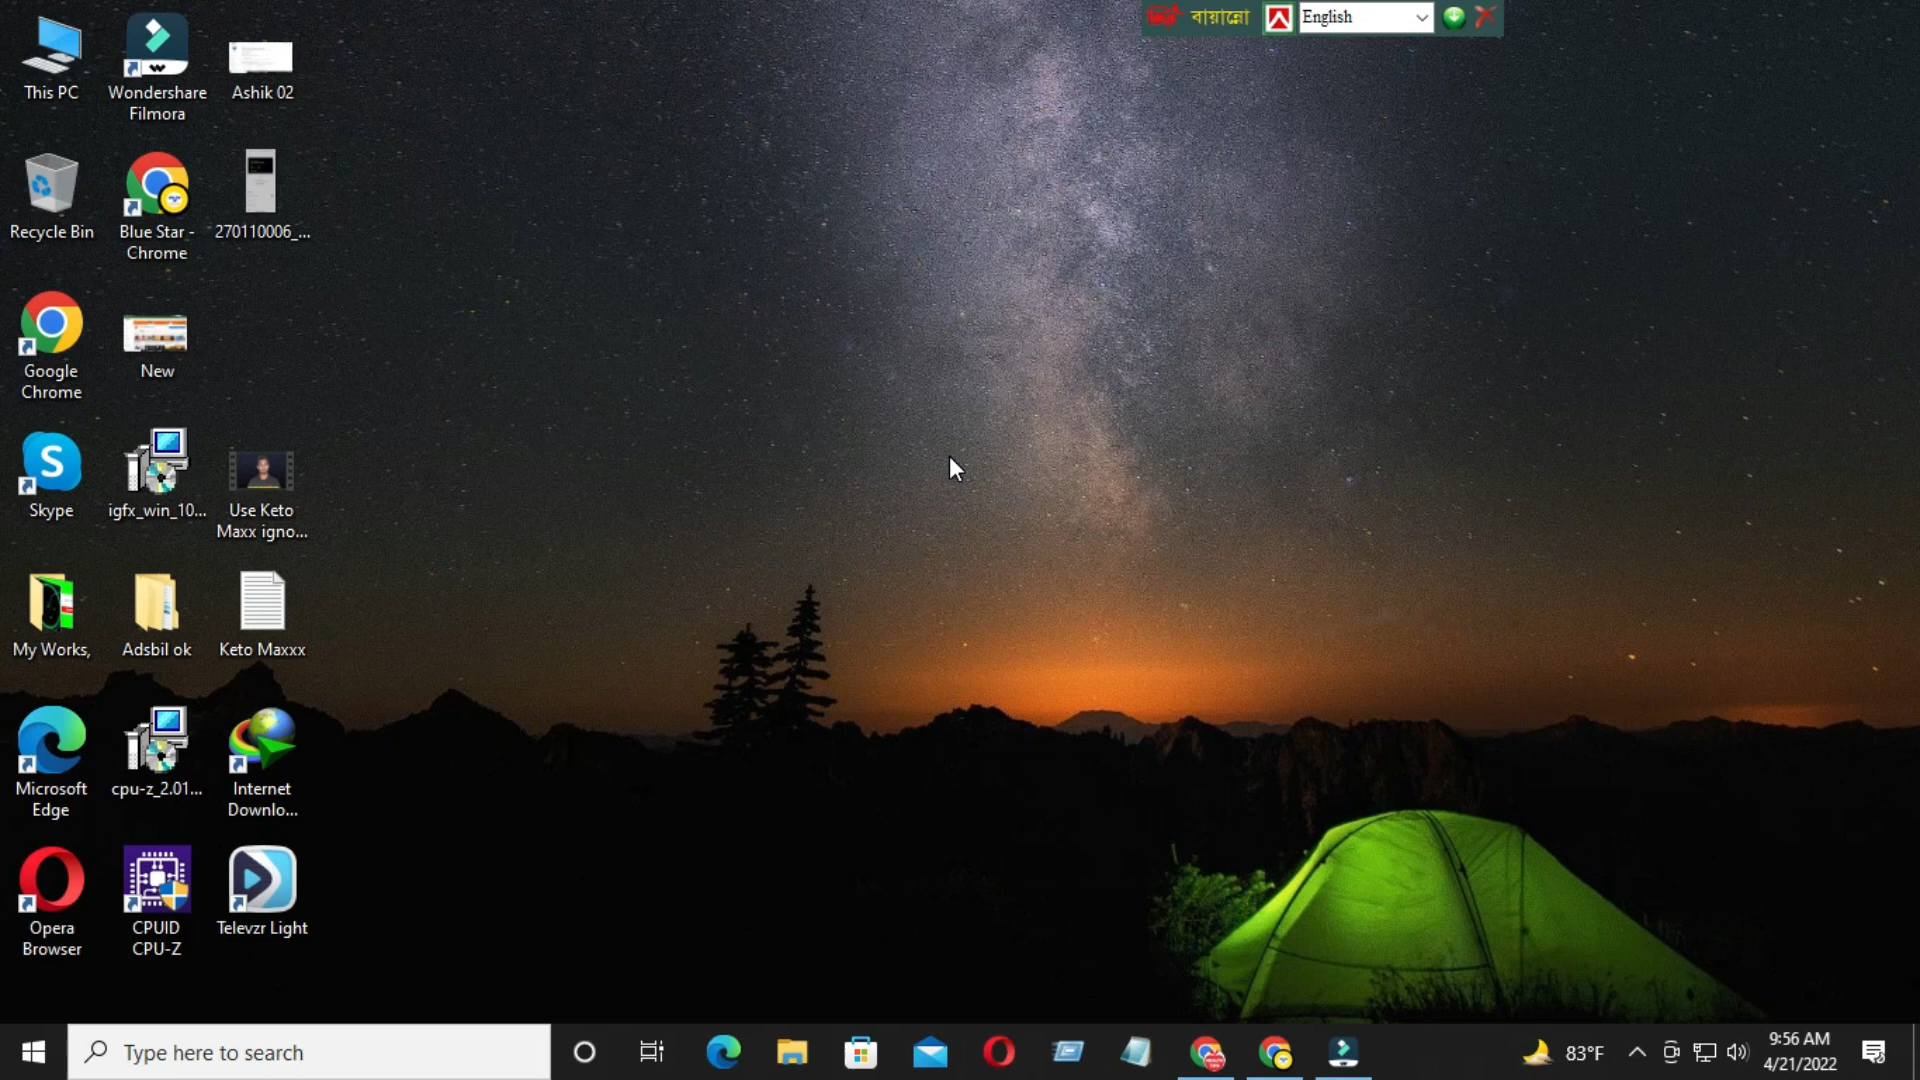 বায়ান্নো
English
This PC
Wondershare
Filmora
Ashik 02
Recycle Bin
Blue Star -
Chrome
270110006_...
Google
Chrome
New
Skype
igfx_win_10...
Use Keto
Maxx igno...
My Works,
Adsbil ok
Keto Maxxx
Microsoft
Edge
cpu-z_2.01...
Internet
Downlo...
Opera
Browser
CPUID
CPU-Z
Televzr Light
Type here to search
83°F
9:56 AM
4/21/2022